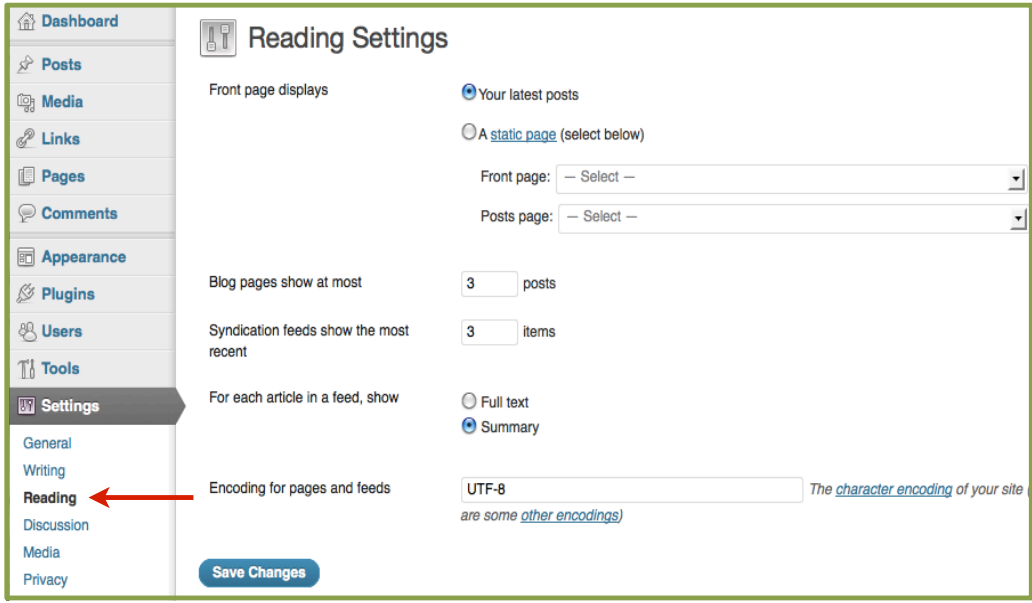 Dashboard
Posts
Media
Links
Pages
Comments
Appearance
Plugins
Users
Tools
Settings
General
Writing
Reading
Discussion
Media
Privacy
Reading Settings
Front page displays
Your latest posts
A static page (select below)
Front page: — Select —
Posts page: — Select —
Blog pages show at most 3 posts
Syndication feeds show the most
recent
3 items
For each article in a feed, show
Full text
Summary
Encoding for pages and feeds UTF-8 The character encoding of your site (
are some other encodings)
Save Changes